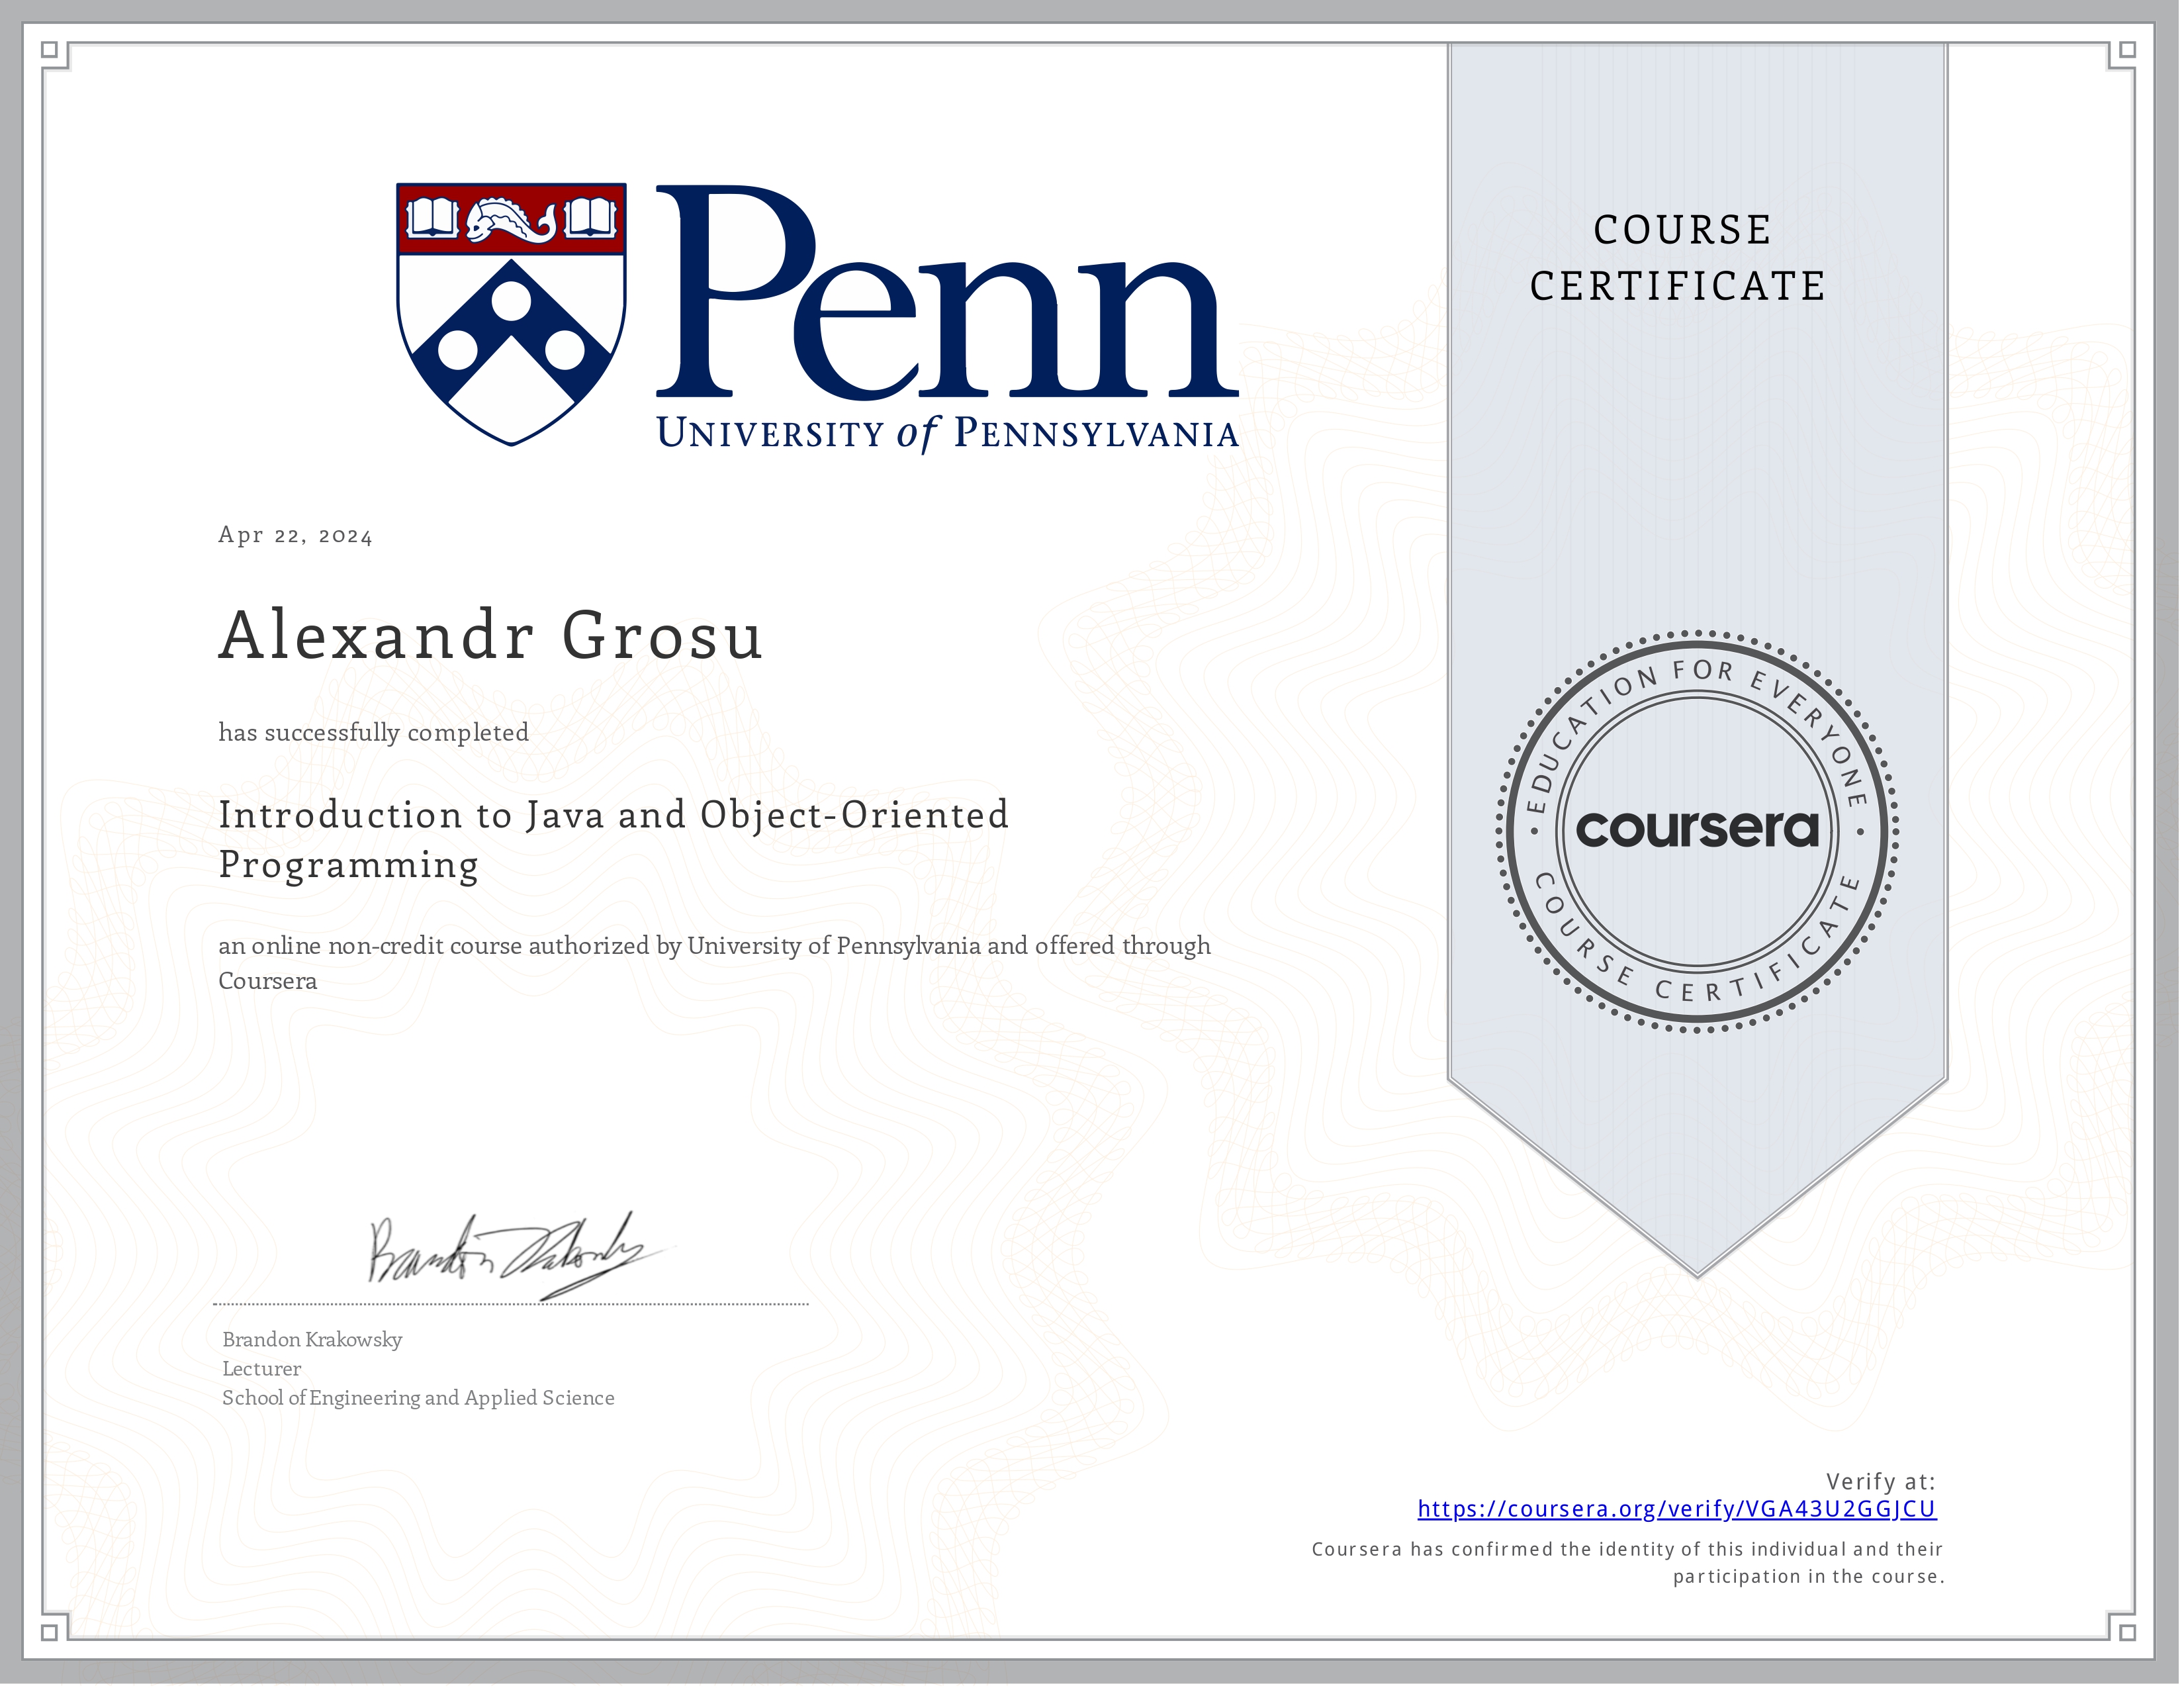 Penn
UNIVERSITY of PENNSYLVANIA
COURSE
CERTIFICATE
Apr 22, 2024
Alexandr Grosu
has successfully completed
Introduction to Java and Object-Oriented
Programming
an online non-credit course authorized by University of Pennsylvania and offered through
Coursera
EDUCATION FOR EVERYONE
coursera
COURSE CERTIFICATE
Brandon Krakowsky
Brandon Krakowsky
Lecturer
School of Engineering and Applied Science
Verify at:
https://coursera.org/verify/VGA43U2GGJCU
Coursera has confirmed the identity of this individual and their
participation in the course.